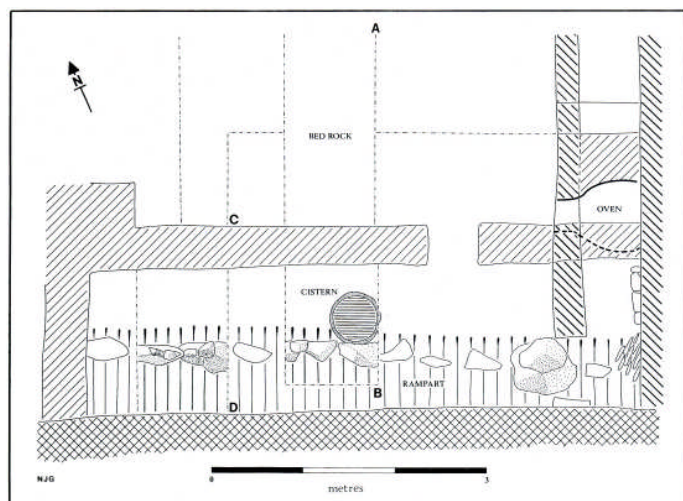 A
N
BED ROCK
OVEN
C
CISTERN
RAMPART
D
B
NJG
0 3
metres